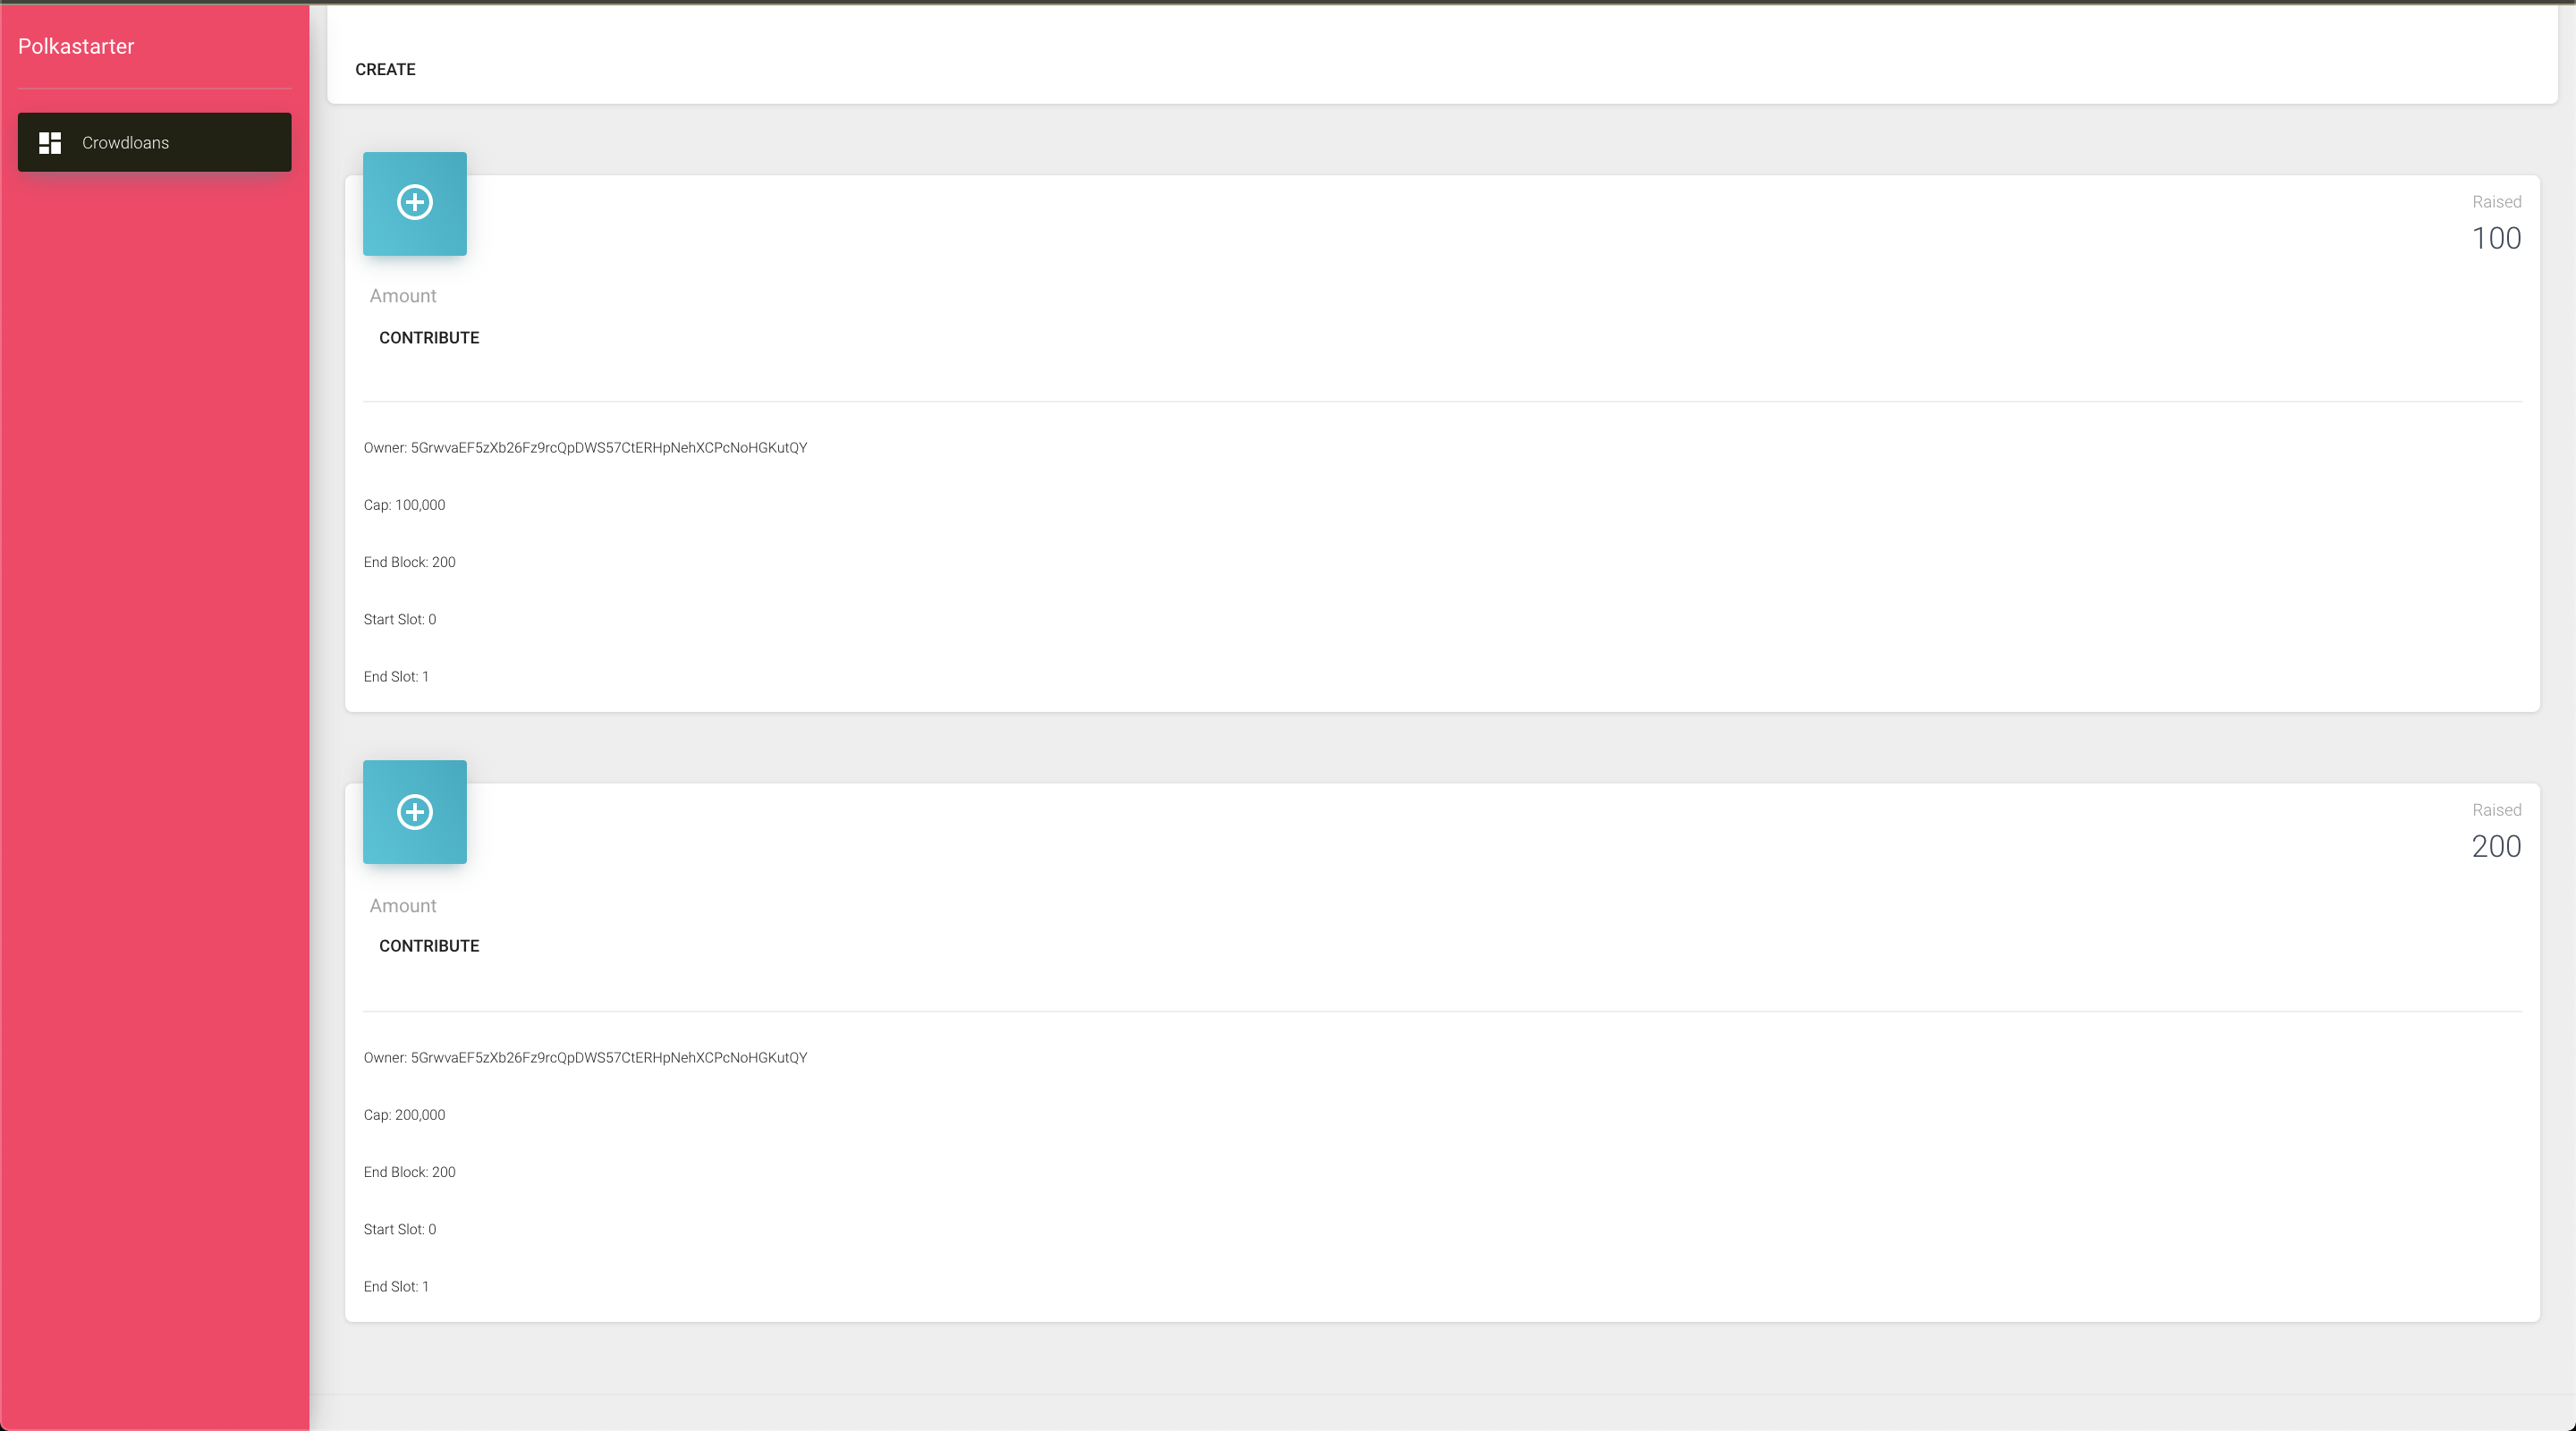 Polkastarter
Crowdloans
CREATE
Raised
100
Amount
CONTRIBUTE
Owner: 5GrwvaEF5zXb26Fz9rcQpDWS57CtERHpNehXCPcNoHGKutQY
Cap: 100,000
End Block: 200
Start Slot: 0
End Slot: 1
Raised
200
Amount
CONTRIBUTE
Owner: 5GrwvaEF5zXb26Fz9rcQpDWS57CtERHpNehXCPcNoHGKutQY
Cap: 200,000
End Block: 200
Start Slot: 0
End Slot: 1